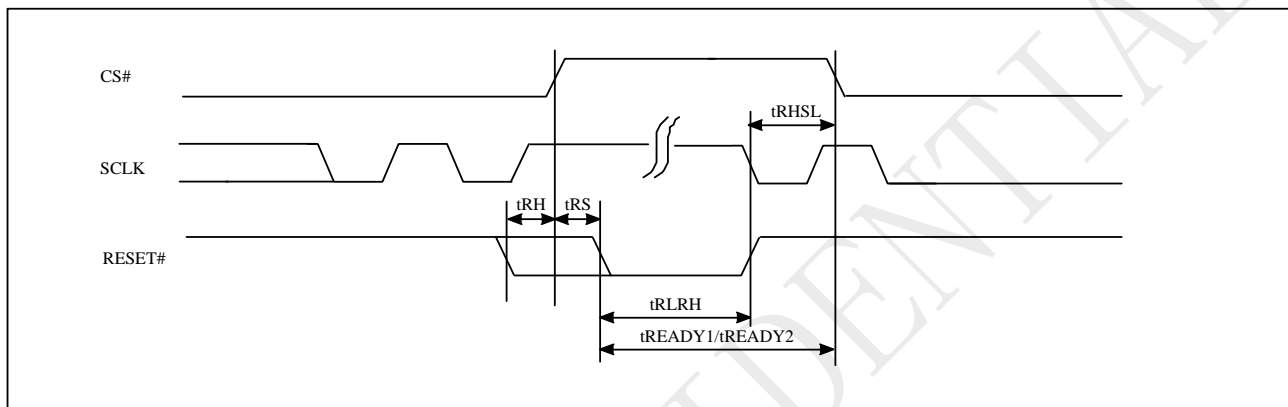 CS#
tRHSL
SCLK
tRH tRS
RESET#
tRLRH
tREADY1/tREADY2